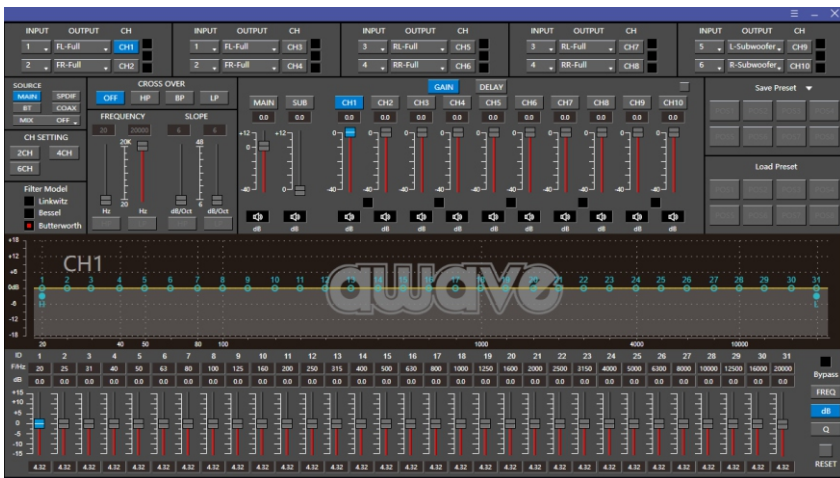 INPUT OUTPUT CH INPUT OUTPUT CH INPUT OUTPUT CH INPUT OUTPUT CH INPUT OUTPUT CH
1 FL-Full CH1 1 FL-Full CH3 3 RL-Full CH5 3 RL-Full CH7 5 L-Subwoofer CH9
2 FR-Full CH2 2 FR-Full CH4 4 RR-Full CH6 4 RR-Full CH8 6 R-Subwoofer CH10
SOURCE CROSS OVER GAIN DELAY Save Preset
MAIN SPDIF OFF HP BP LP
BT COAX MAIN SUB CH1 CH2 CH3 CH4 CH5 CH6 CH7 CH8 CH9 CH10
MIX OFF FREQUENCY SLOPE 0.0 0.0 0.0 0.0 0.0 0.0 0.0 0.0 0.0 0.0 0.0 0.0
20 20000 6 6
CH SETTING 20K 48 +12 +12 0 0 0 0 0 0 0 0 0 0
2CH 4CH 0
6CH Load Preset
Filter Model 20 6 -40 0 -40 -40 -40 -40 -40 -40 -40 -40 -40 -40
Linkwitz Hz Hz dB/Oct dB/Oct
Bessel
Butterworth dB dB dB dB dB dB dB dB dB dB dB dB
+18
+12
CH1
+6
1 2 3 4 5 6 7 8 9 10 11 12 13 14 15 16 17 18 19 20 21 22 23 24 25 26 27 28 29 30 31
0dB
awave
-6 H L
-12
-18
20 40 50 80 100 1000 4000 10000
ID 1 2 3 4 5 6 7 8 9 10 11 12 13 14 15 16 17 18 19 20 21 22 23 24 25 26 27 28 29 30 31
F/Hz 20 25 31 40 50 63 80 100 125 160 200 250 315 400 500 630 800 1000 1250 1600 2000 2500 3150 4000 5000 6300 8000 10000 12500 16000 20000 Bypass
dB 0.0 0.0 0.0 0.0 0.0 0.0 0.0 0.0 0.0 0.0 0.0 0.0 0.0 0.0 0.0 0.0 0.0 0.0 0.0 0.0 0.0 0.0 0.0 0.0 0.0 0.0 0.0 0.0 0.0 0.0 0.0
+15 FREQ
+10
+5 dB
0
-5 Q
-10
-15
4.32 4.32 4.32 4.32 4.32 4.32 4.32 4.32 4.32 4.32 4.32 4.32 4.32 4.32 4.32 4.32 4.32 4.32 4.32 4.32 4.32 4.32 4.32 4.32 4.32 4.32 4.32 4.32 4.32 4.32 4.32 RESET